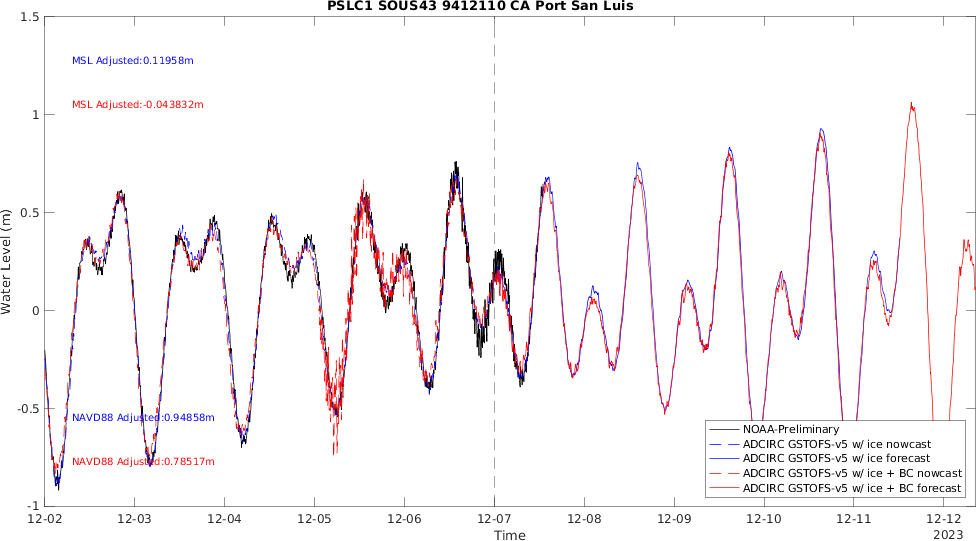 PSLC1 SOUS43 9412110 CA Port San Luis
1.5
1
0.5
0
-0.5
-1
Water Level (m)
MSL Adjusted:0.11958m
MSL Adjusted:-0.043832m
NAVD88 Adjusted:0.94858m
NAVD88 Adjusted:0.78517m
NOAA-Preliminary
ADCIRC GSTOFS-v5 w/ ice nowcast
ADCIRC GSTOFS-v5 w/ ice forecast
ADCIRC GSTOFS-v5 w/ ice + BC nowcast
ADCIRC GSTOFS-v5 w/ ice + BC forecast
12-02 12-03 12-04 12-05 12-06 12-07 12-08 12-09 12-10 12-11 12-12
Time
2023